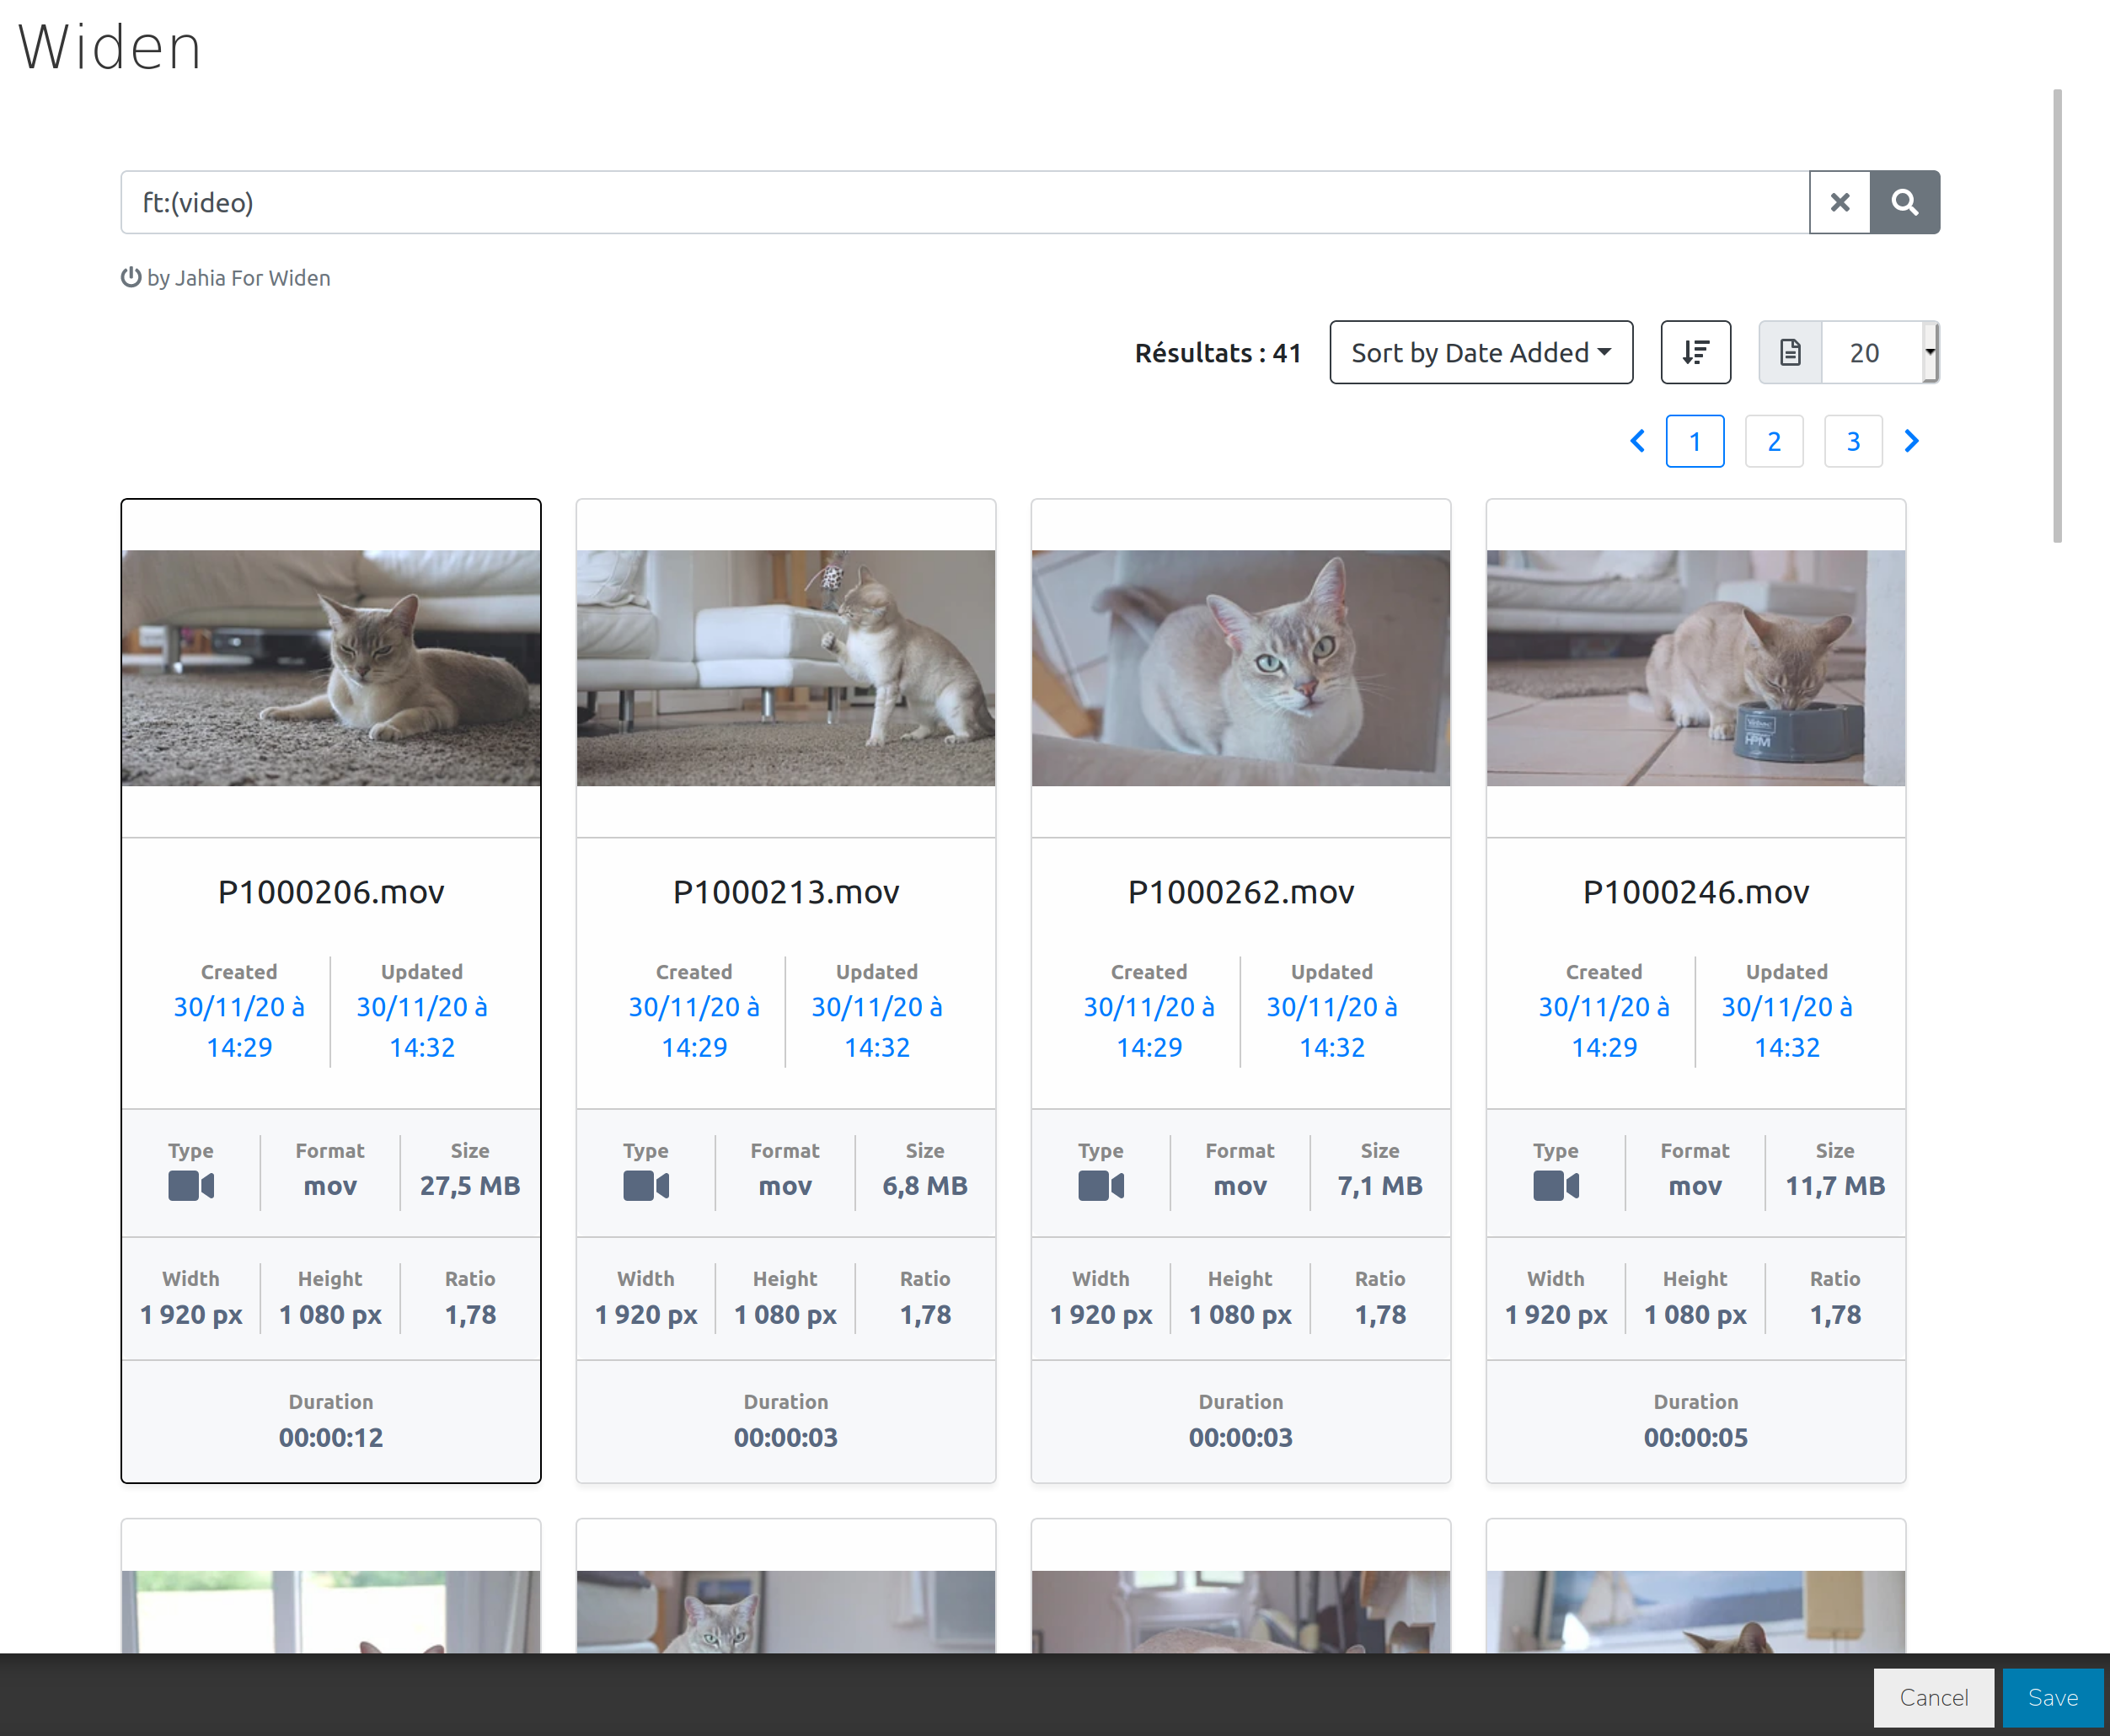 Widen
ft:(video)
by Jahia For Widen
Résultats : 41 Sort by Date Added 20
1 2 3
P1000206.mov P1000213.mov P1000262.mov P1000246.mov
Created Updated Created Updated Created Updated Created Updated
30/11/20 à 30/11/20 à 30/11/20 à 30/11/20 à 30/11/20 à 30/11/20 à 30/11/20 à 30/11/20 à
14:29 14:32 14:29 14:32 14:29 14:32 14:29 14:32
Type Format Size Type Format Size Type Format Size Type Format Size
mov 27,5 MB mov 6,8 MB mov 7,1 MB mov 11,7 MB
Width Height Ratio Width Height Ratio Width Height Ratio Width Height Ratio
1 920 px 1 080 px 1,78 1 920 px 1 080 px 1,78 1 920 px 1 080 px 1,78 1 920 px 1 080 px 1,78
Duration Duration Duration Duration
00:00:12 00:00:03 00:00:03 00:00:05
Cancel Save